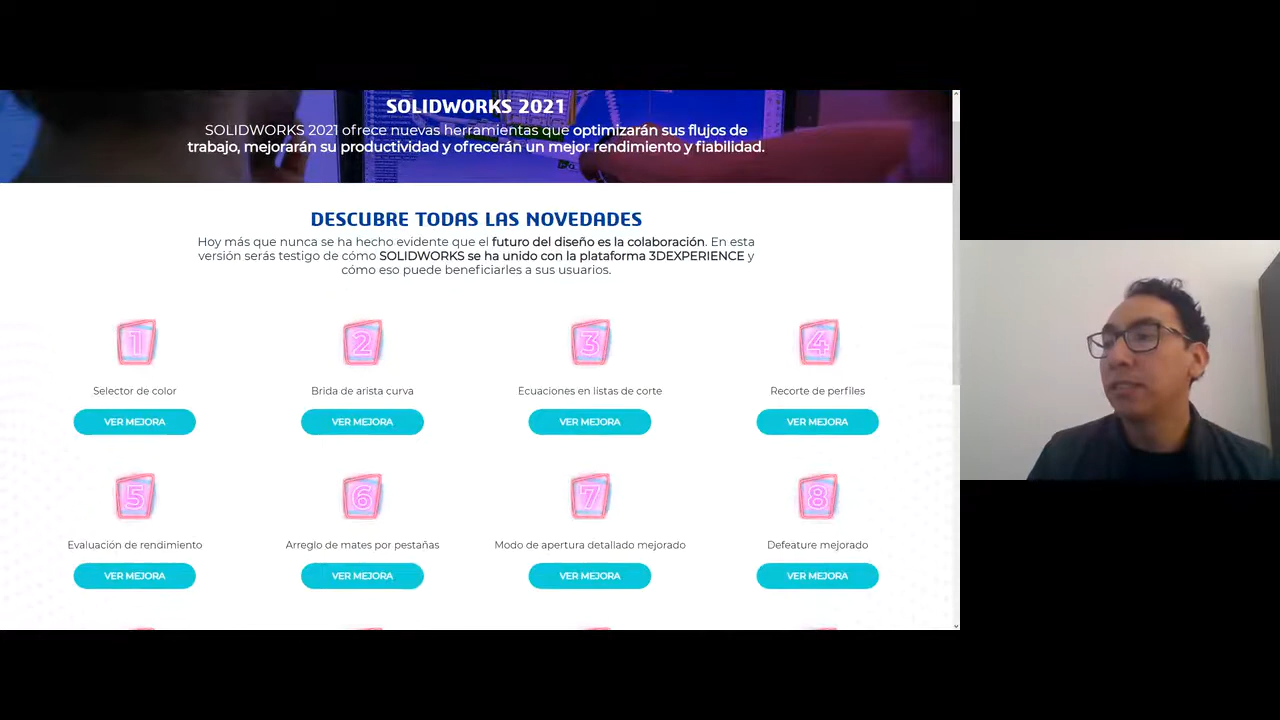 SOLIDWORKS 2021
SOLIDWORKS 2021 ofrece nuevas herramientas que optimizarán sus flujos de
trabajo, mejorarán su productividad y ofrecerán un mejor rendimiento y fiabilidad.
DESCUBRE TODAS LAS NOVEDADES
Hoy más que nunca se ha hecho evidente que el futuro del diseño es la colaboración. En esta
versión serás testigo de cómo SOLIDWORKS se ha unido con la plataforma 3DEXPERIENCE y
cómo eso puede beneficiarles a sus usuarios.
1 2 3 4
Selector de color Brida de arista curva Ecuaciones en listas de corte Recorte de perfiles
VER MEJORA VER MEJORA VER MEJORA VER MEJORA
5 6 7 8
Evaluación de rendimiento Arreglo de mates por pestañas Modo de apertura detallado mejorado Defeature mejorado
VER MEJORA VER MEJORA VER MEJORA VER MEJORA